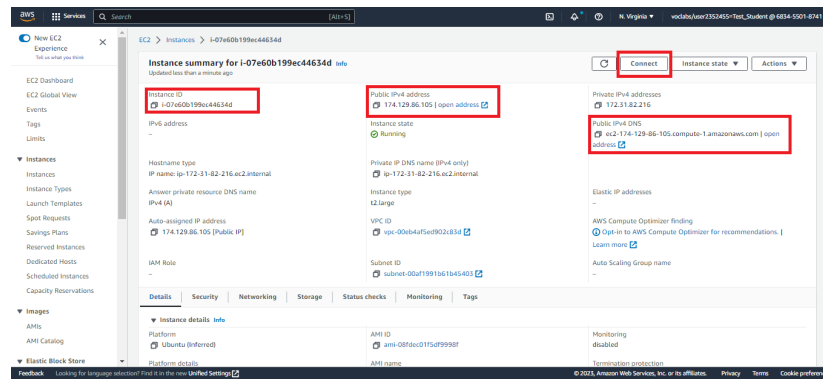 aws Services Search [Alt+S] N. Virginia voclabs/user2352455=Test_Student @ 6834-5501-8741
New EC2 Experience
Tell us what you think
EC2 Dashboard
EC2 Global View
Events
Tags
Limits
Instances
Instances
Instance Types
Launch Templates
Spot Requests
Savings Plans
Reserved Instances
Dedicated Hosts
Scheduled Instances
Capacity Reservations
Images
AMIs
AMI Catalog
Elastic Block Store
EC2 > Instances > i-07e60b199ec44634d
Instance summary for i-07e60b199ec44634d Info
Updated less than a minute ago
Connect Instance state Actions
Instance ID
i-07e60b199ec44634d
Public IPv4 address
174.129.86.105 | open address
Private IPv4 addresses
172.31.82.216
IPv6 address
–
Instance state
Running
Public IPv4 DNS
ec2-174-129-86-105.compute-1.amazonaws.com | open
address
Hostname type
IP name: ip-172-31-82-216.ec2.internal
Private IP DNS name (IPv4 only)
ip-172-31-82-216.ec2.internal
Answer private resource DNS name
IPv4 (A)
Instance type
t2.large
Elastic IP addresses
–
Auto-assigned IP address
174.129.86.105 [Public IP]
VPC ID
vpc-00eb4af5ed902c83d
AWS Compute Optimizer finding
Opt-in to AWS Compute Optimizer for recommendations. |
Learn more
IAM Role
–
Subnet ID
subnet-00af1991b61b45403
Auto Scaling Group name
–
Details Security Networking Storage Status checks Monitoring Tags
Instance details Info
Platform
Ubuntu (Inferred)
AMI ID
ami-08fdec01f5df9998f
Monitoring
disabled
Platform details
AMI name
Termination protection
Feedback Looking for language selection? Find it in the new Unified Settings © 2023, Amazon Web Services, Inc. or its affiliates. Privacy Terms Cookie preferen